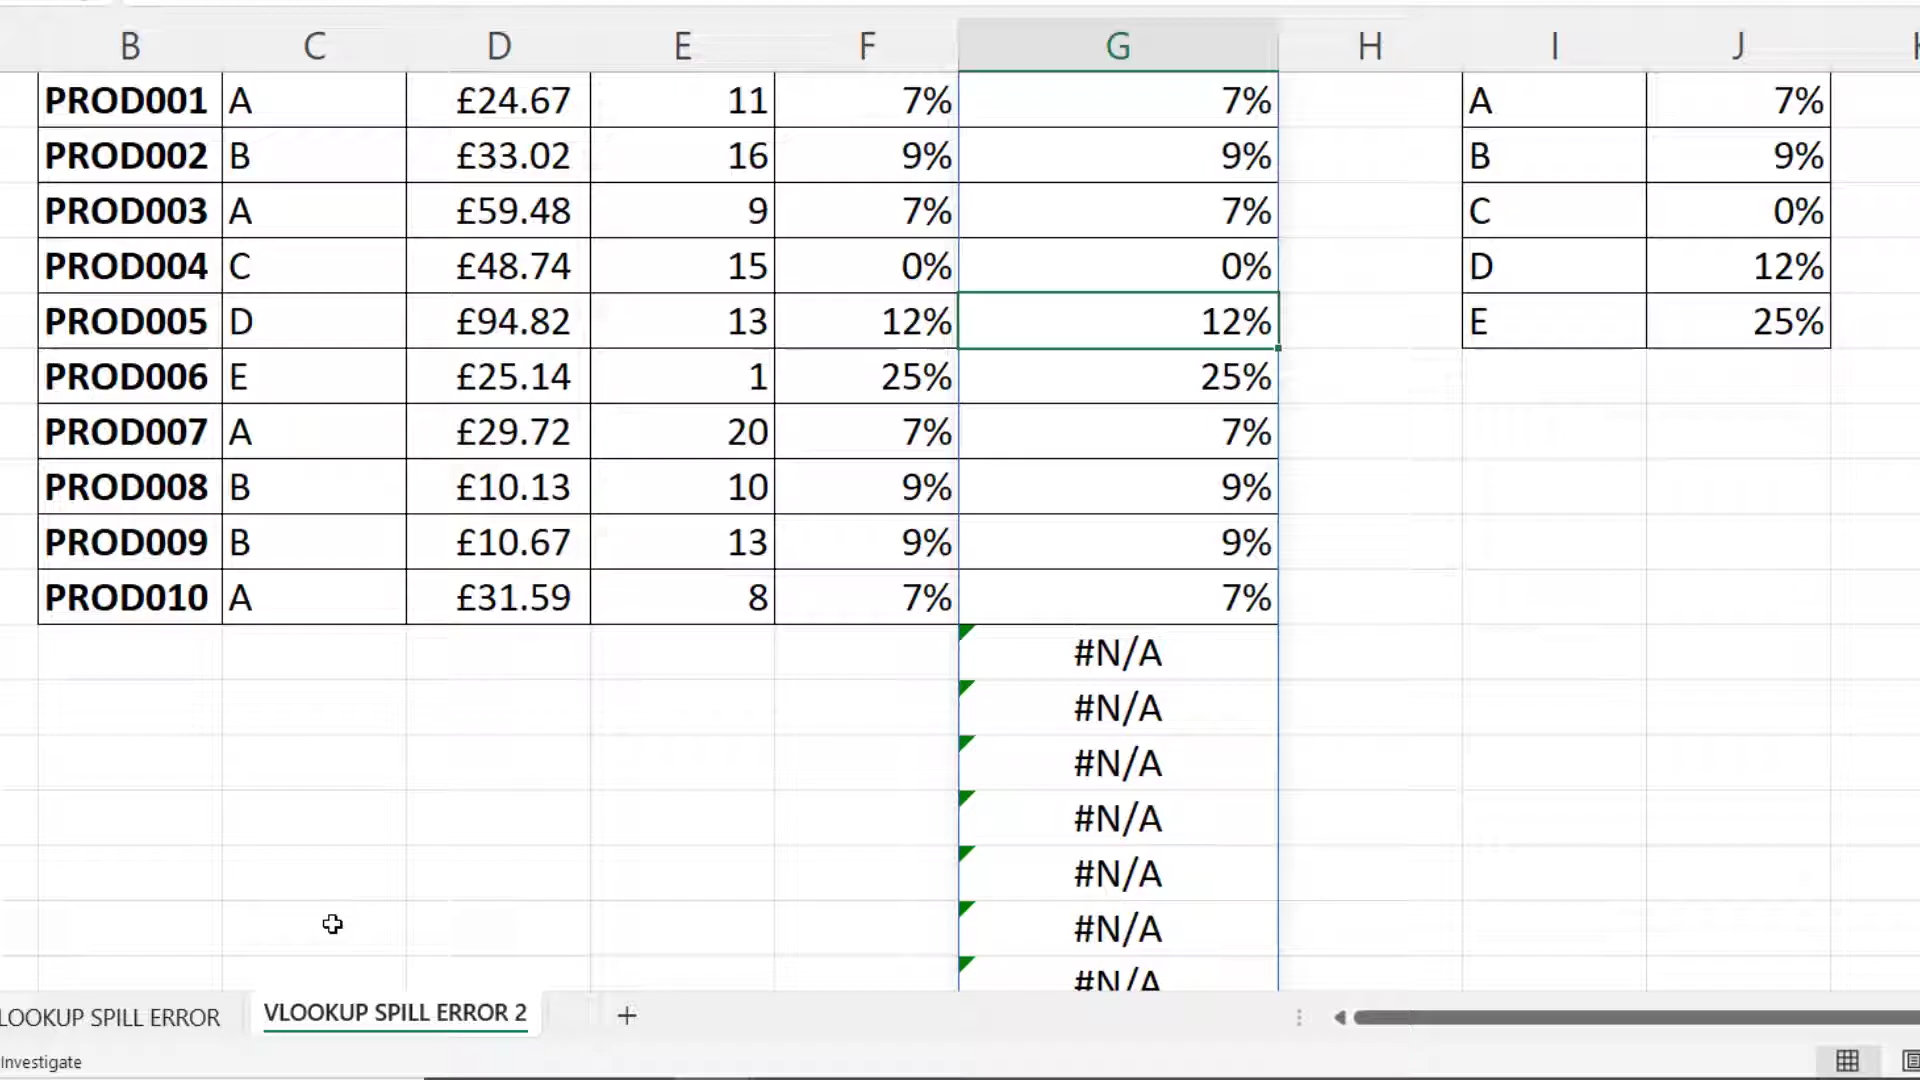 B C D E F G H I J
PROD001 A £24.67 11 7% 7% A 7%
PROD002 B £33.02 16 9% 9% B 9%
PROD003 A £59.48 9 7% 7% C 0%
PROD004 C £48.74 15 0% 0% D 12%
PROD005 D £94.82 13 12% 12% E 25%
PROD006 E £25.14 1 25% 25%
PROD007 A £29.72 20 7% 7%
PROD008 B £10.13 10 9% 9%
PROD009 B £10.67 13 9% 9%
PROD010 A £31.59 8 7% 7%
#N/A
#N/A
#N/A
#N/A
#N/A
#N/A
#N/A
LOOKUP SPILL ERROR VLOOKUP SPILL ERROR 2 +
Investigate